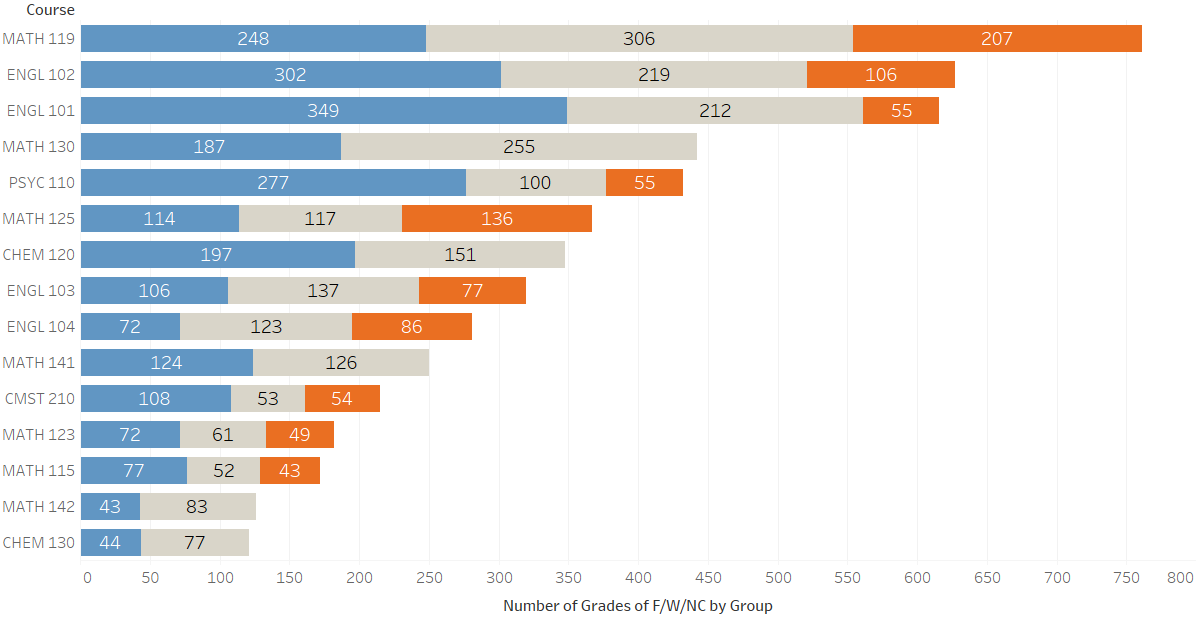 Course
MATH 119 248 306 207
ENGL 102 302 219 106
ENGL 101 349 212 55
MATH 130 187 255
PSYC 110 277 100 55
MATH 125 114 117 136
CHEM 120 197 151
ENGL 103 106 137 77
ENGL 104 72 123 86
MATH 141 124 126
CMST 210 108 53 54
MATH 123 72 61 49
MATH 115 77 52 43
MATH 142 43 83
CHEM 130 44 77
0 50 100 150 200 250 300 350 400 450 500 550 600 650 700 750 800
Number of Grades of F/W/NC by Group